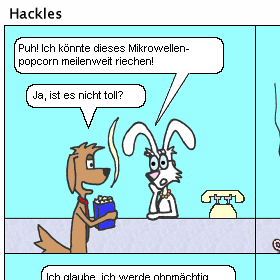 Hackles
Puh! Ich könnte dieses Mikrowellen-
popcorn meilenweit riechen!
Ja, ist es nicht toll?
Ich glaube, ich werde ohnmächtig